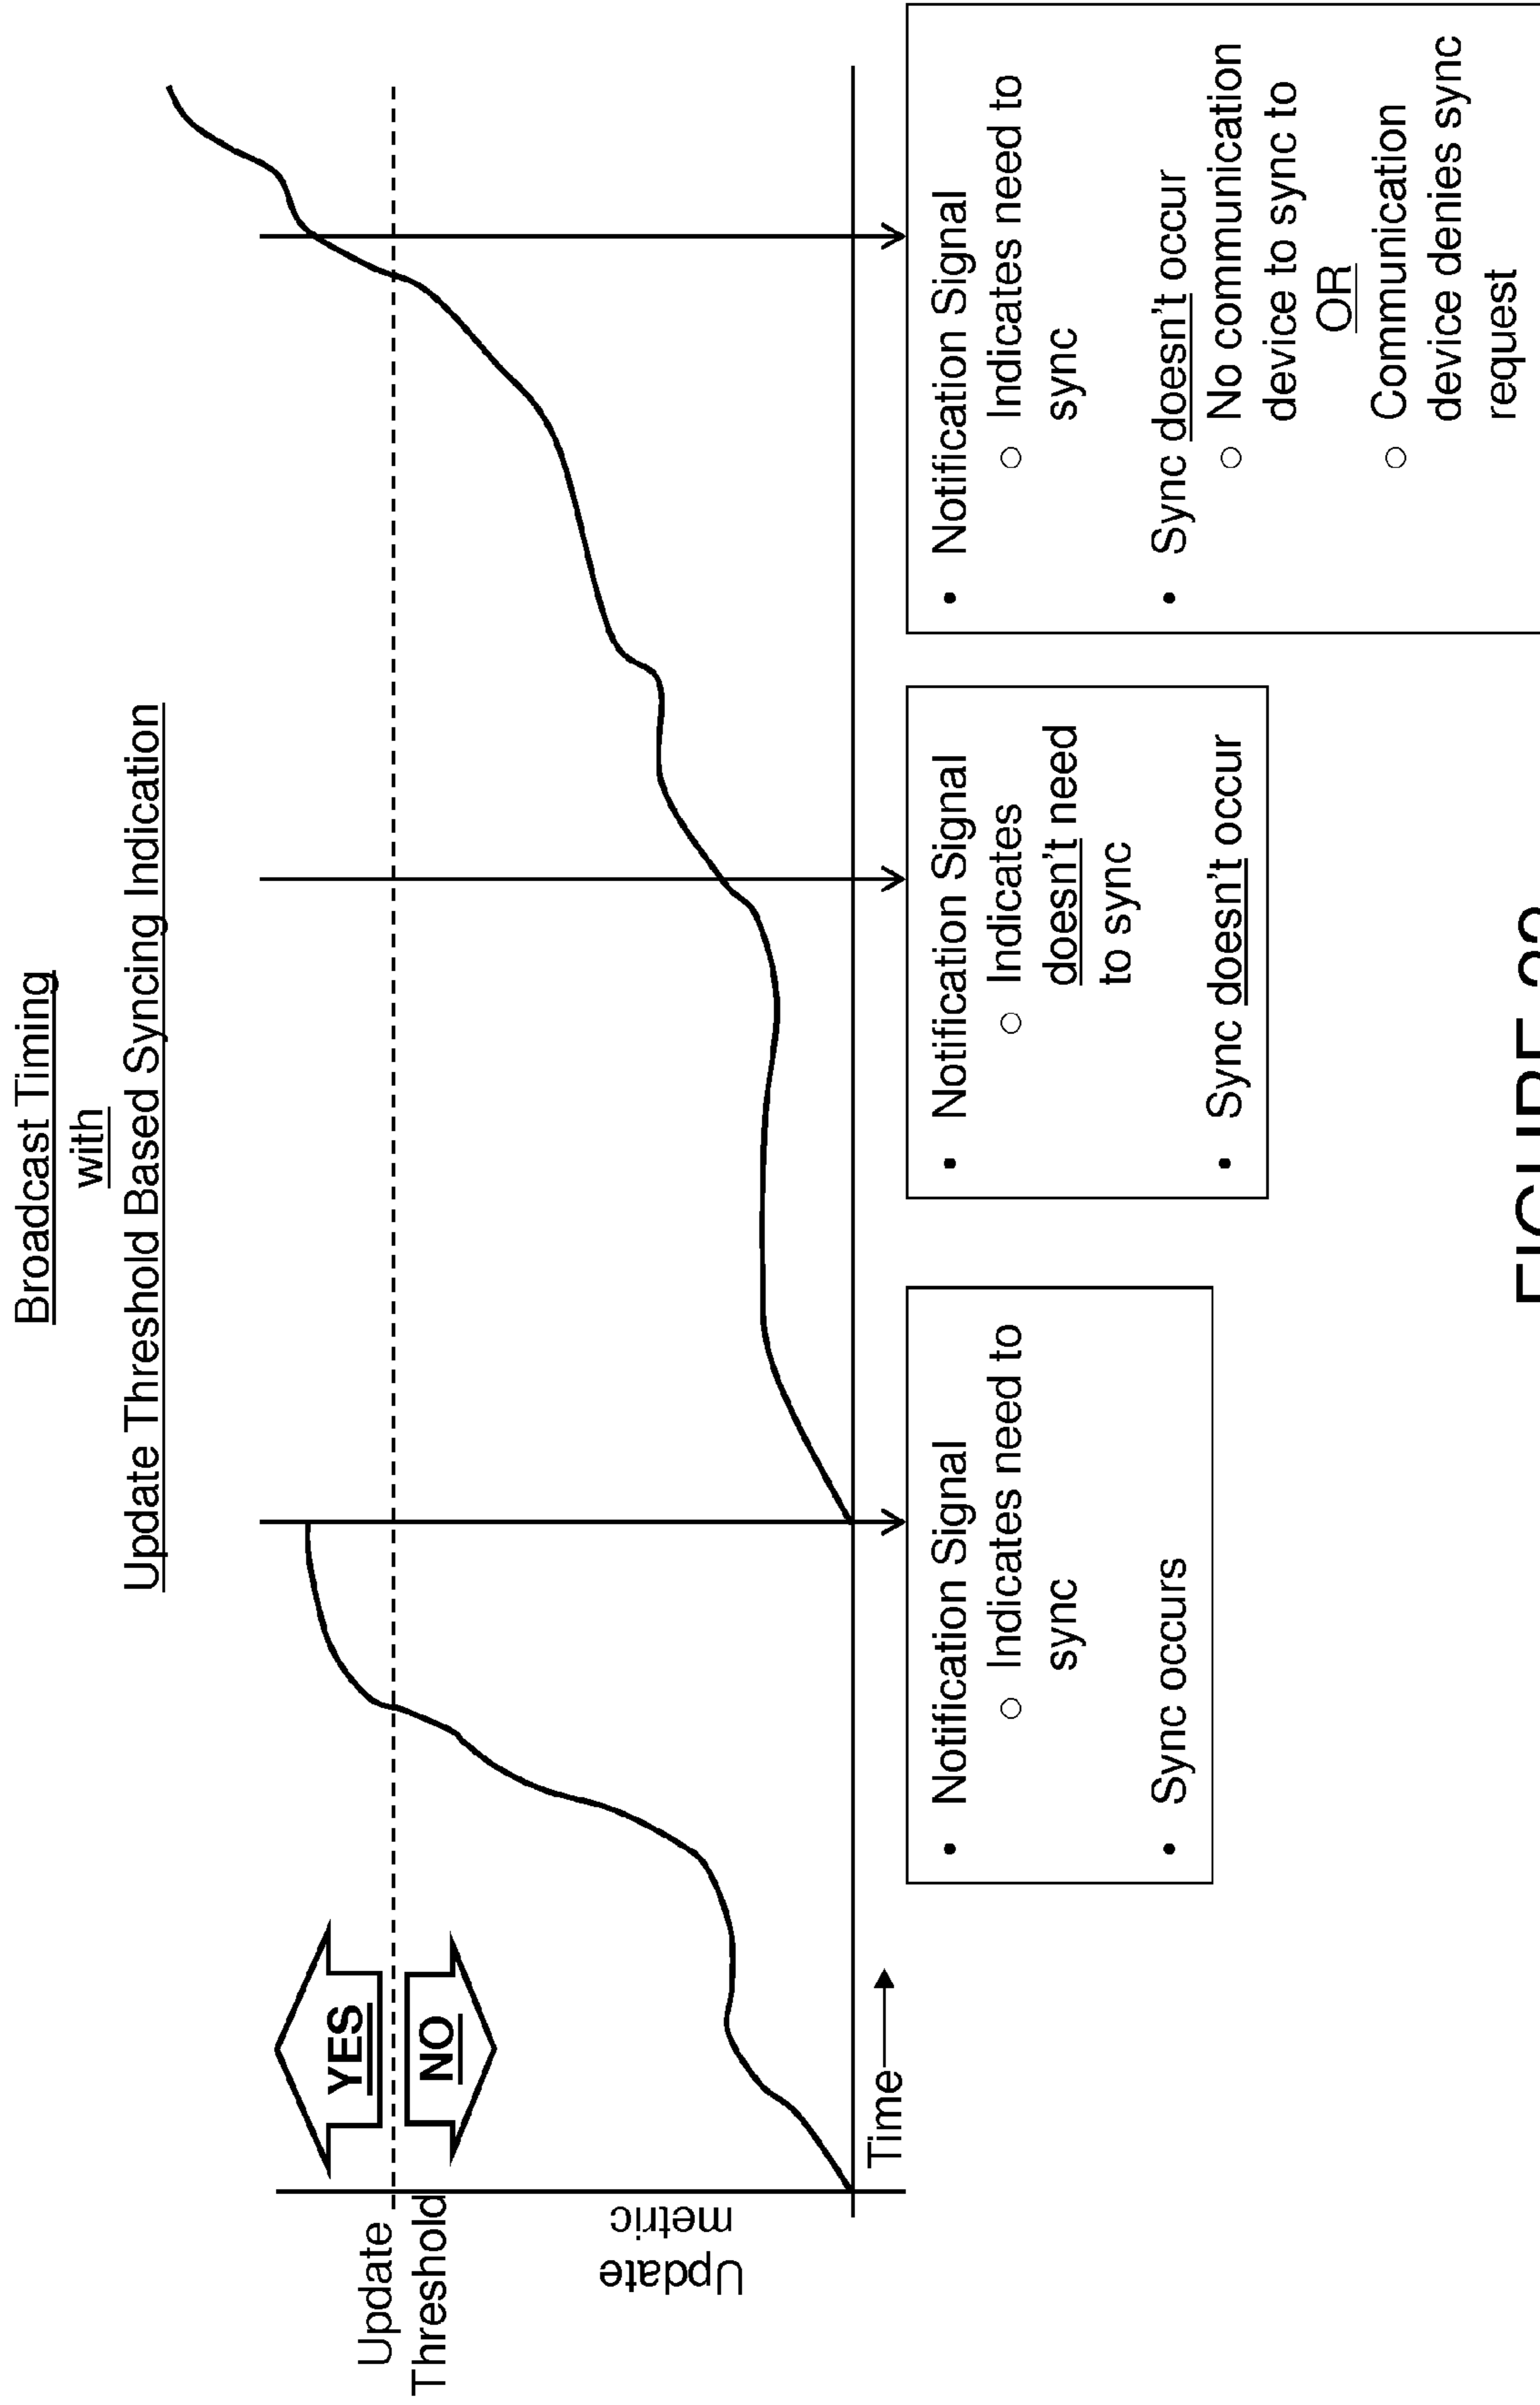 Broadcast Timing
with
Update Threshold Based Syncing Indication
YES
NO
Update
Threshold
Update
metric
Time
• Notification Signal
○ Indicates need to
sync
• Sync occurs
• Notification Signal
○ Indicates
doesn't need
to sync
• Sync doesn't occur
• Notification Signal
○ Indicates need to
sync
• Sync doesn't occur
○ No communication
device to sync to
OR
○ Communication
device denies sync
request
FIGURE